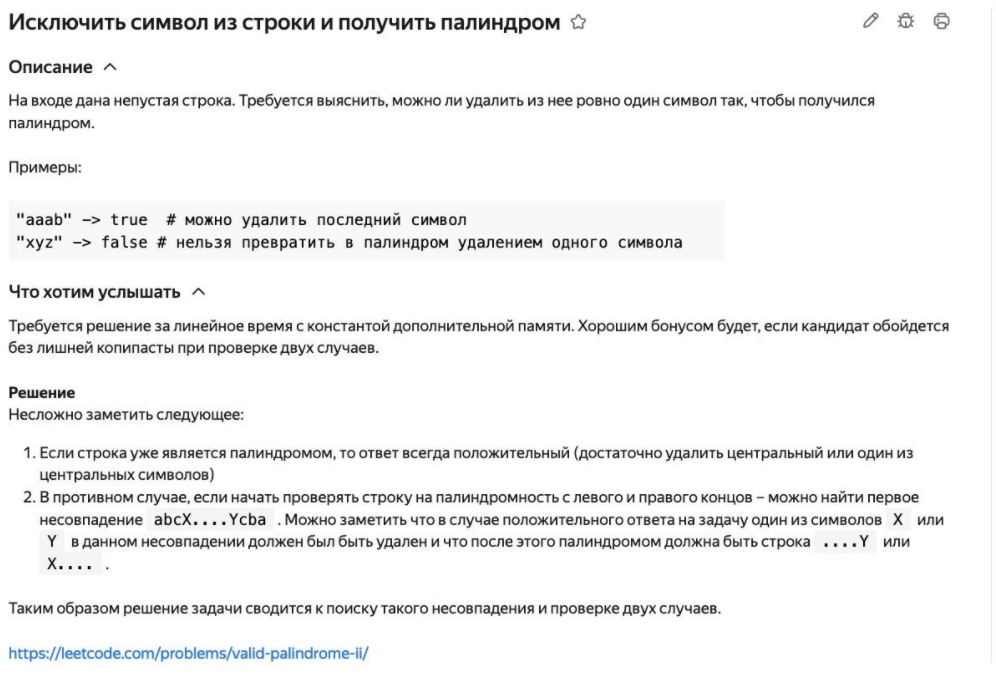 Исключить символ из строки и получить палиндром
Описание
На входе дана непустая строка. Требуется выяснить, можно ли удалить из нее ровно один символ так, чтобы получился
палиндром.
Примеры:
"aaab" –> true  # можно удалить последний символ
"xyz" –> false # нельзя превратить в палиндром удалением одного символа
Что хотим услышать
Требуется решение за линейное время с константой дополнительной памяти. Хорошим бонусом будет, если кандидат обойдется
без лишней копипасты при проверке двух случаев.
Решение
Несложно заметить следующее:
1. Если строка уже является палиндромом, то ответ всегда положительный (достаточно удалить центральный или один из
центральных символов)
2. В противном случае, если начать проверять строку на палиндромность с левого и правого концов – можно найти первое
несовпадение abcX....Ycba . Можно заметить что в случае положительного ответа на задачу один из символов X или
Y в данном несовпадении должен был быть удален и что после этого палиндромом должна быть строка ....Y или
X.... .
Таким образом решение задачи сводится к поиску такого несовпадения и проверке двух случаев.
https://leetcode.com/problems/valid-palindrome-ii/